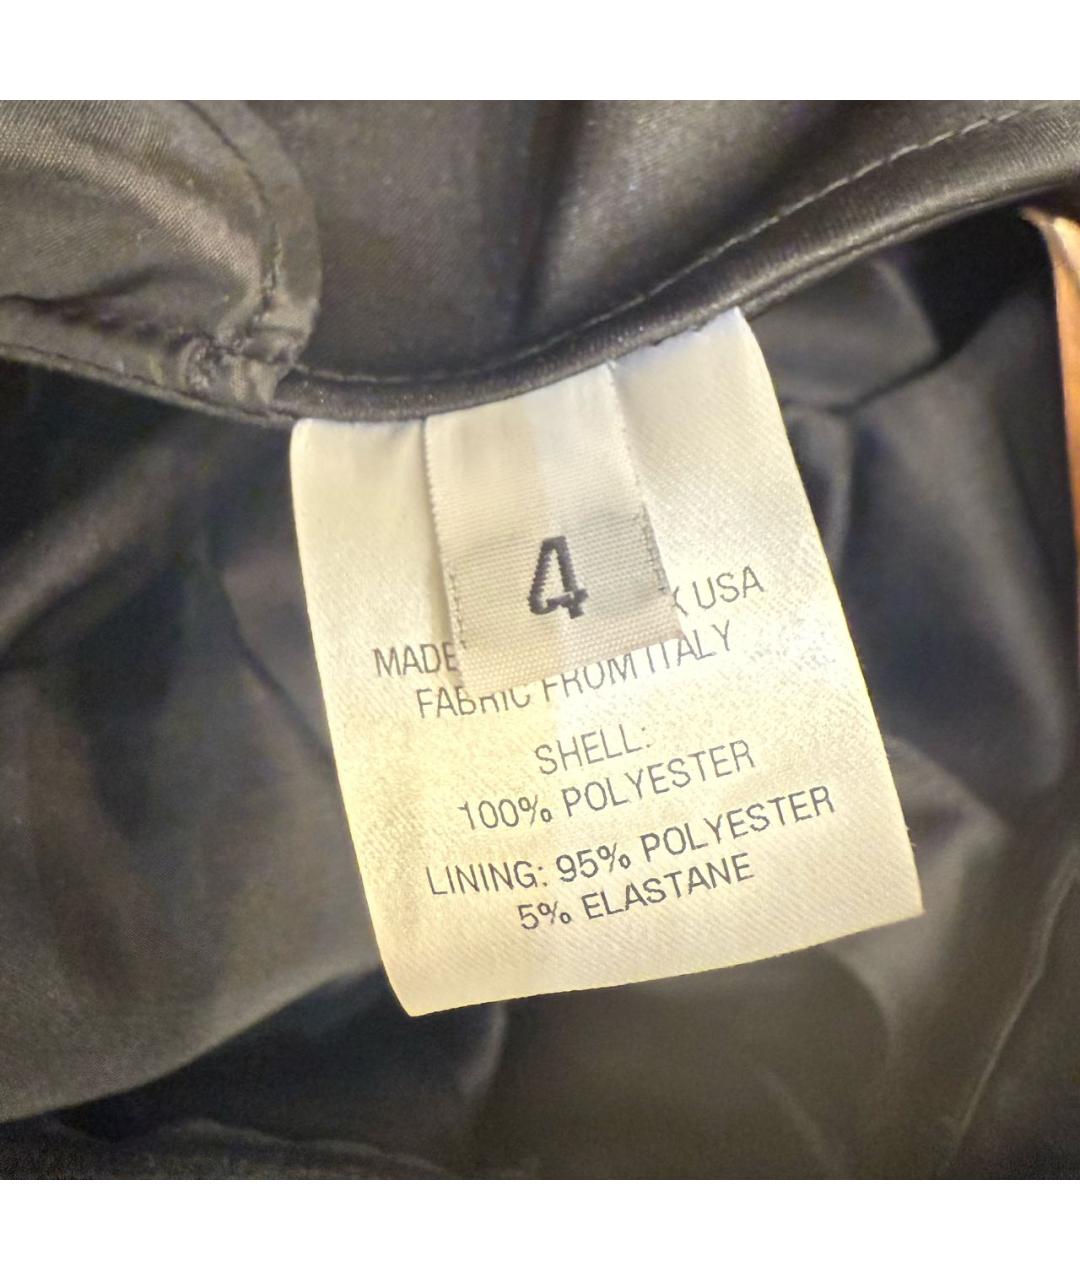 4
MADE USA
FABRIC FROM ITALY
SHELL:
100% POLYESTER
LINING: 95% POLYESTER
5% ELASTANE